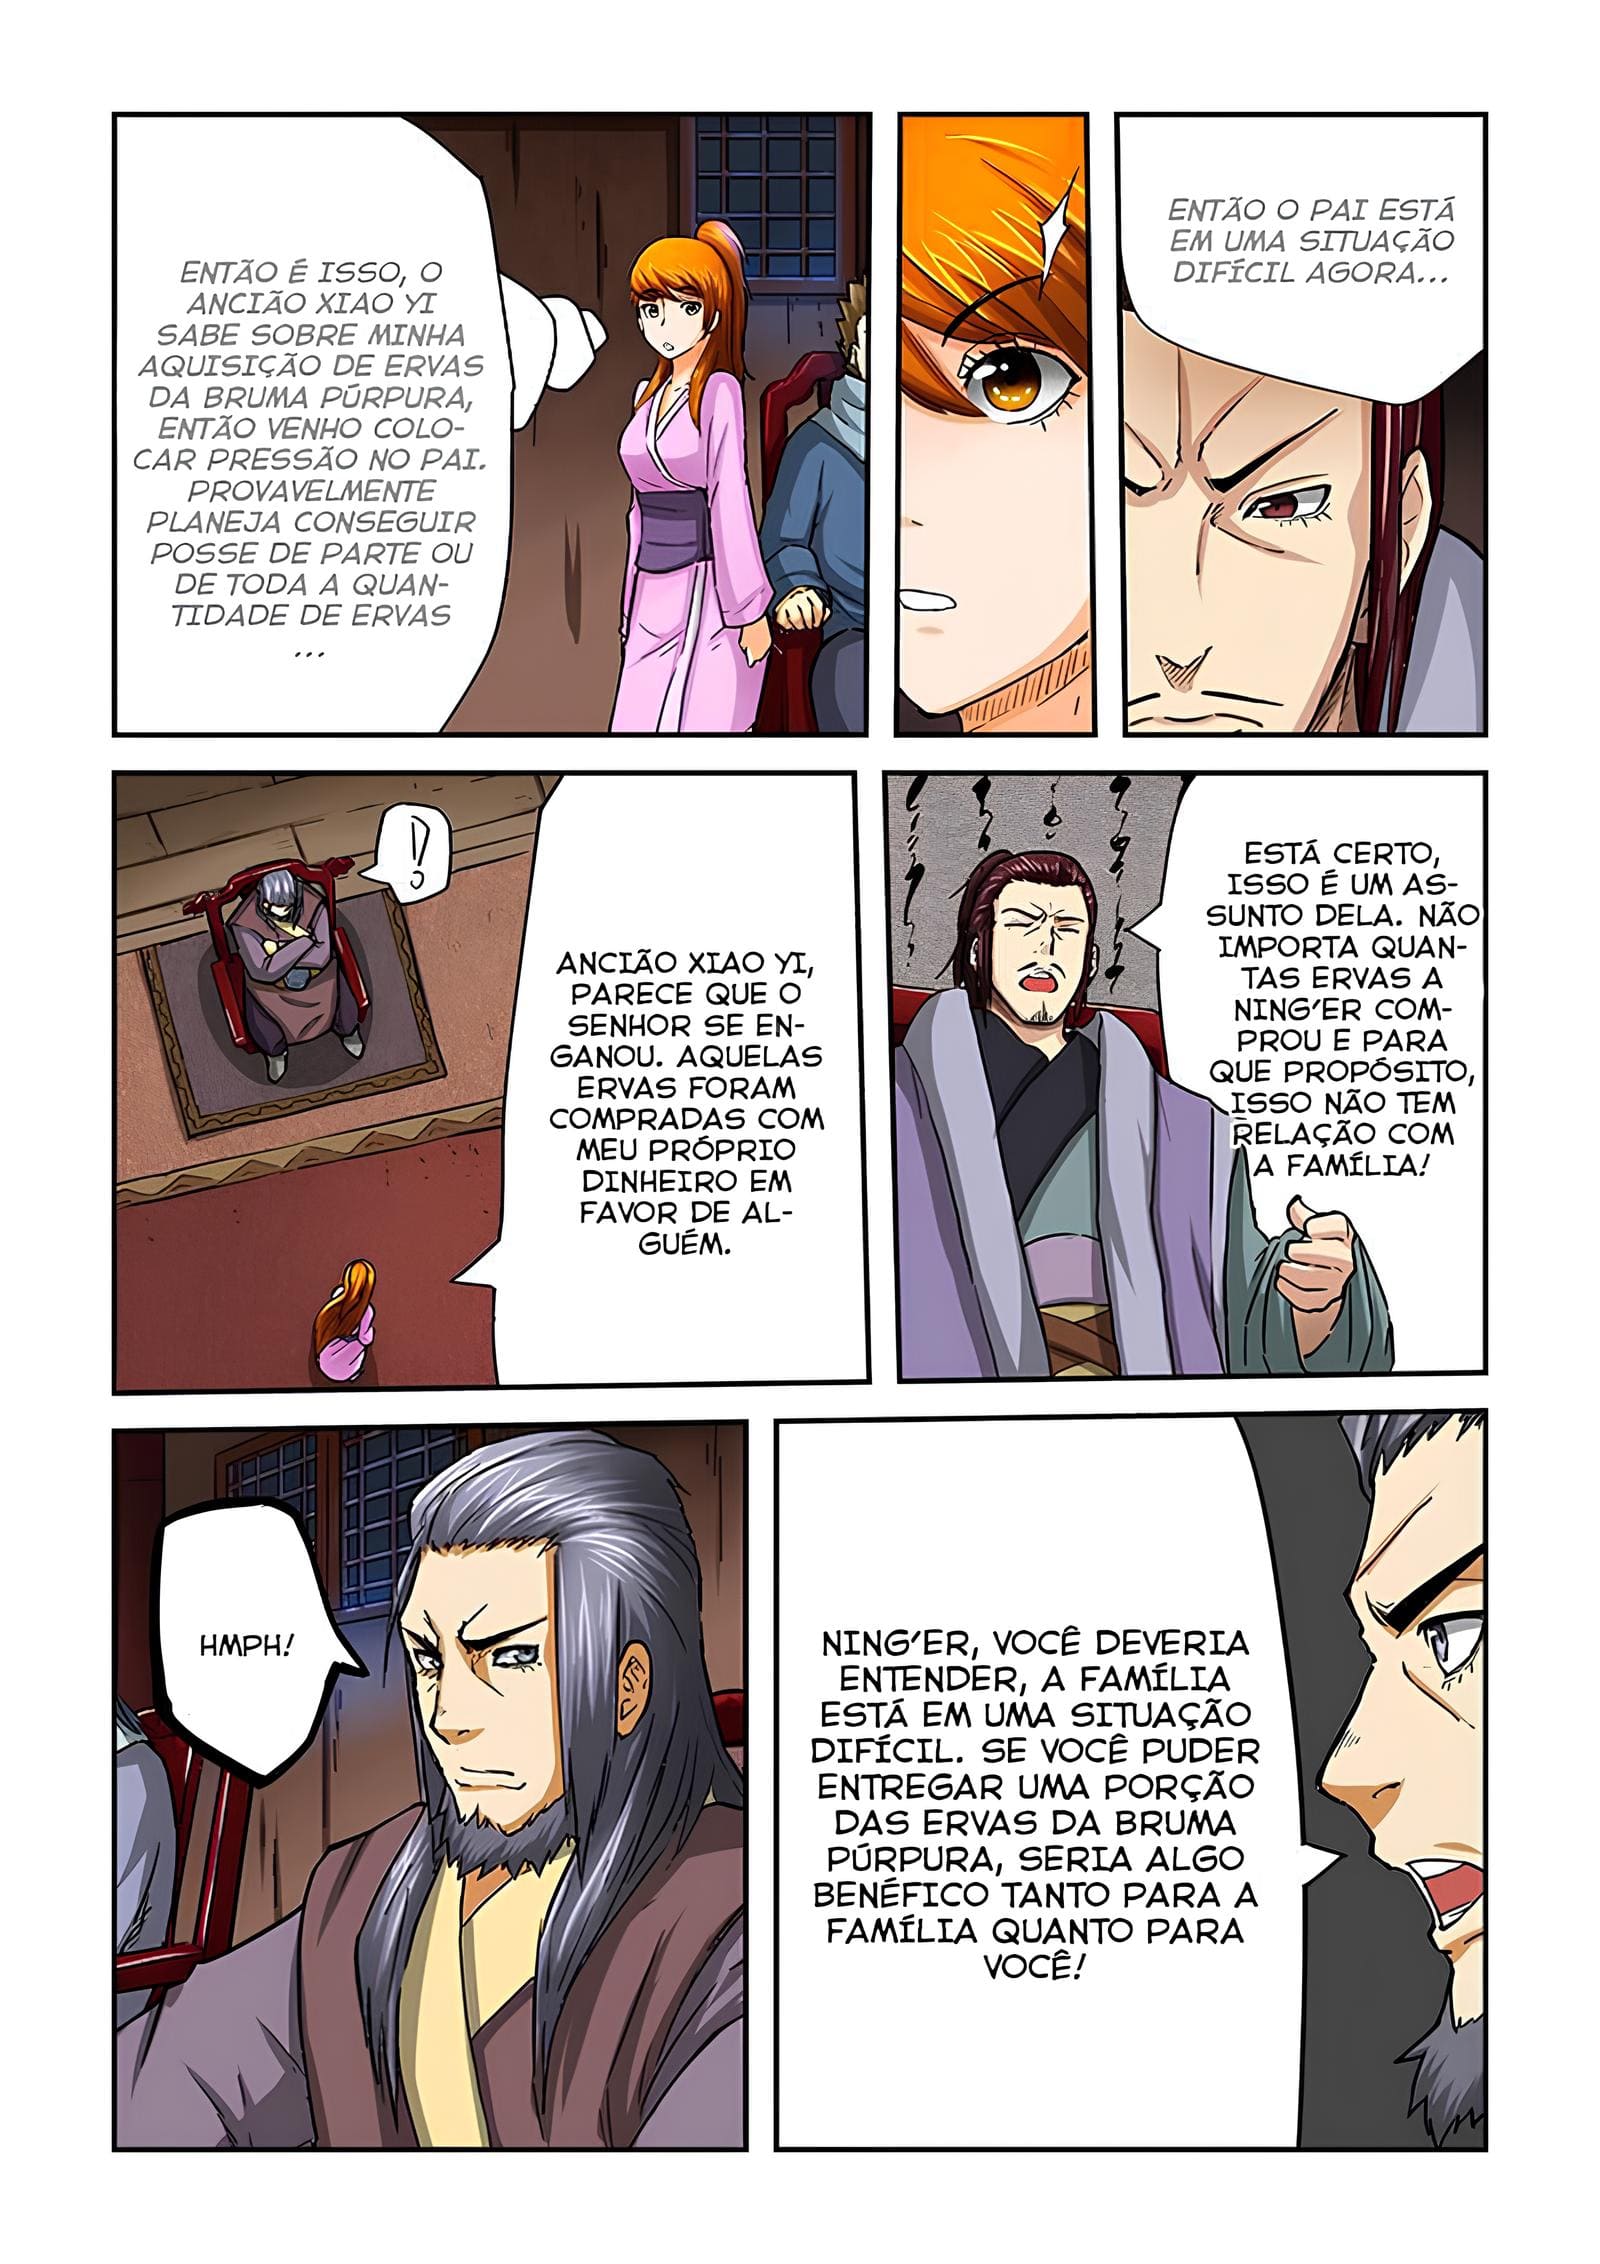 ENTÃO É ISSO, O
ANCIÃO XIAO YI
SABE SOBRE MINHA
AQUISIÇÃO DE ERVAS
DA BRUMA PÚRPURA,
ENTÃO VENHO COLO-
CAR PRESSÃO NO PAI.
PROVAVELMENTE
PLANEJA CONSEGUIR
POSSE DE PARTE OU
DE TODA A QUAN-
TIDADE DE ERVAS
...
ENTÃO O PAI ESTÁ
EM UMA SITUAÇÃO
DIFÍCIL AGORA...
!
ANCIÃO XIAO YI,
PARECE QUE O
SENHOR SE EN-
GANOU. AQUELAS
ERVAS FORAM
COMPRADAS COM
MEU PRÓPRIO
DINHEIRO EM
FAVOR DE AL-
GUÉM.
ESTÁ CERTO,
ISSO É UM AS-
SUNTO DELA. NÃO
IMPORTA QUAN-
TAS ERVAS A
NING'ER COM-
PROU E PARA
QUE PROPÓSITO,
ISSO NÃO TEM
RELAÇÃO COM
A FAMÍLIA!
HMPH!
NING'ER, VOCÊ DEVERIA
ENTENDER, A FAMÍLIA
ESTÁ EM UMA SITUAÇÃO
DIFÍCIL. SE VOCÊ PUDER
ENTREGAR UMA PORÇÃO
DAS ERVAS DA BRUMA
PÚRPURA, SERIA ALGO
BENÉFICO TANTO PARA A
FAMÍLIA QUANTO PARA
VOCÊ!